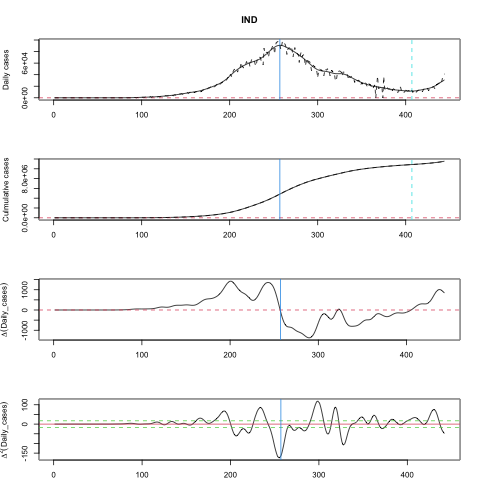 IND
Daily cases
6e+04
0e+00
0 100 200 300 400
Culmulative cases
8.0e+06
0.0e+00
0 100 200 300 400
Δ(Daily_cases)
1000
0
-1000
0 100 200 300 400
Δ²(Daily_cases)
100
0
-150
0 100 200 300 400